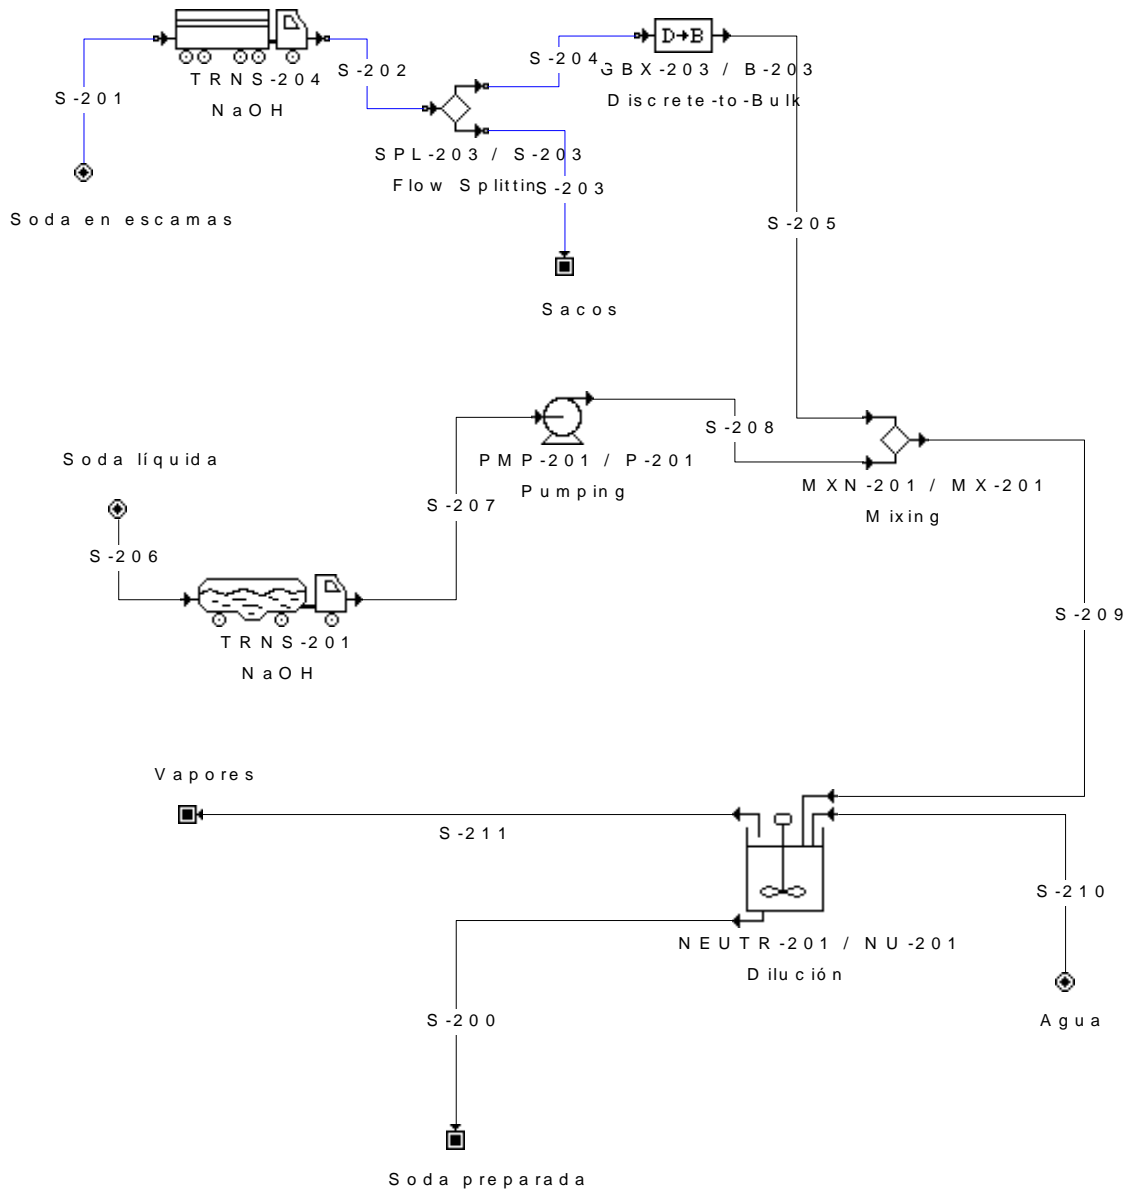 D→B
S-202
S-204
GBX-203 / B-203
TRNS-204
S-201
NaOH
Discrete-to-Bulk
SPL-203 / S-203
Flow Splittin
S-203
Soda en escamas
S-205
Sacos
S-208
Soda líquida
PMP-201 / P-201
Pumping
MXN-201 / MX-201
Mixing
S-207
S-206
S-209
TRNS-201
NaOH
Vapores
S-211
S-210
NEUTR-201 / NU-201
Dilución
S-200
Agua
Soda preparada